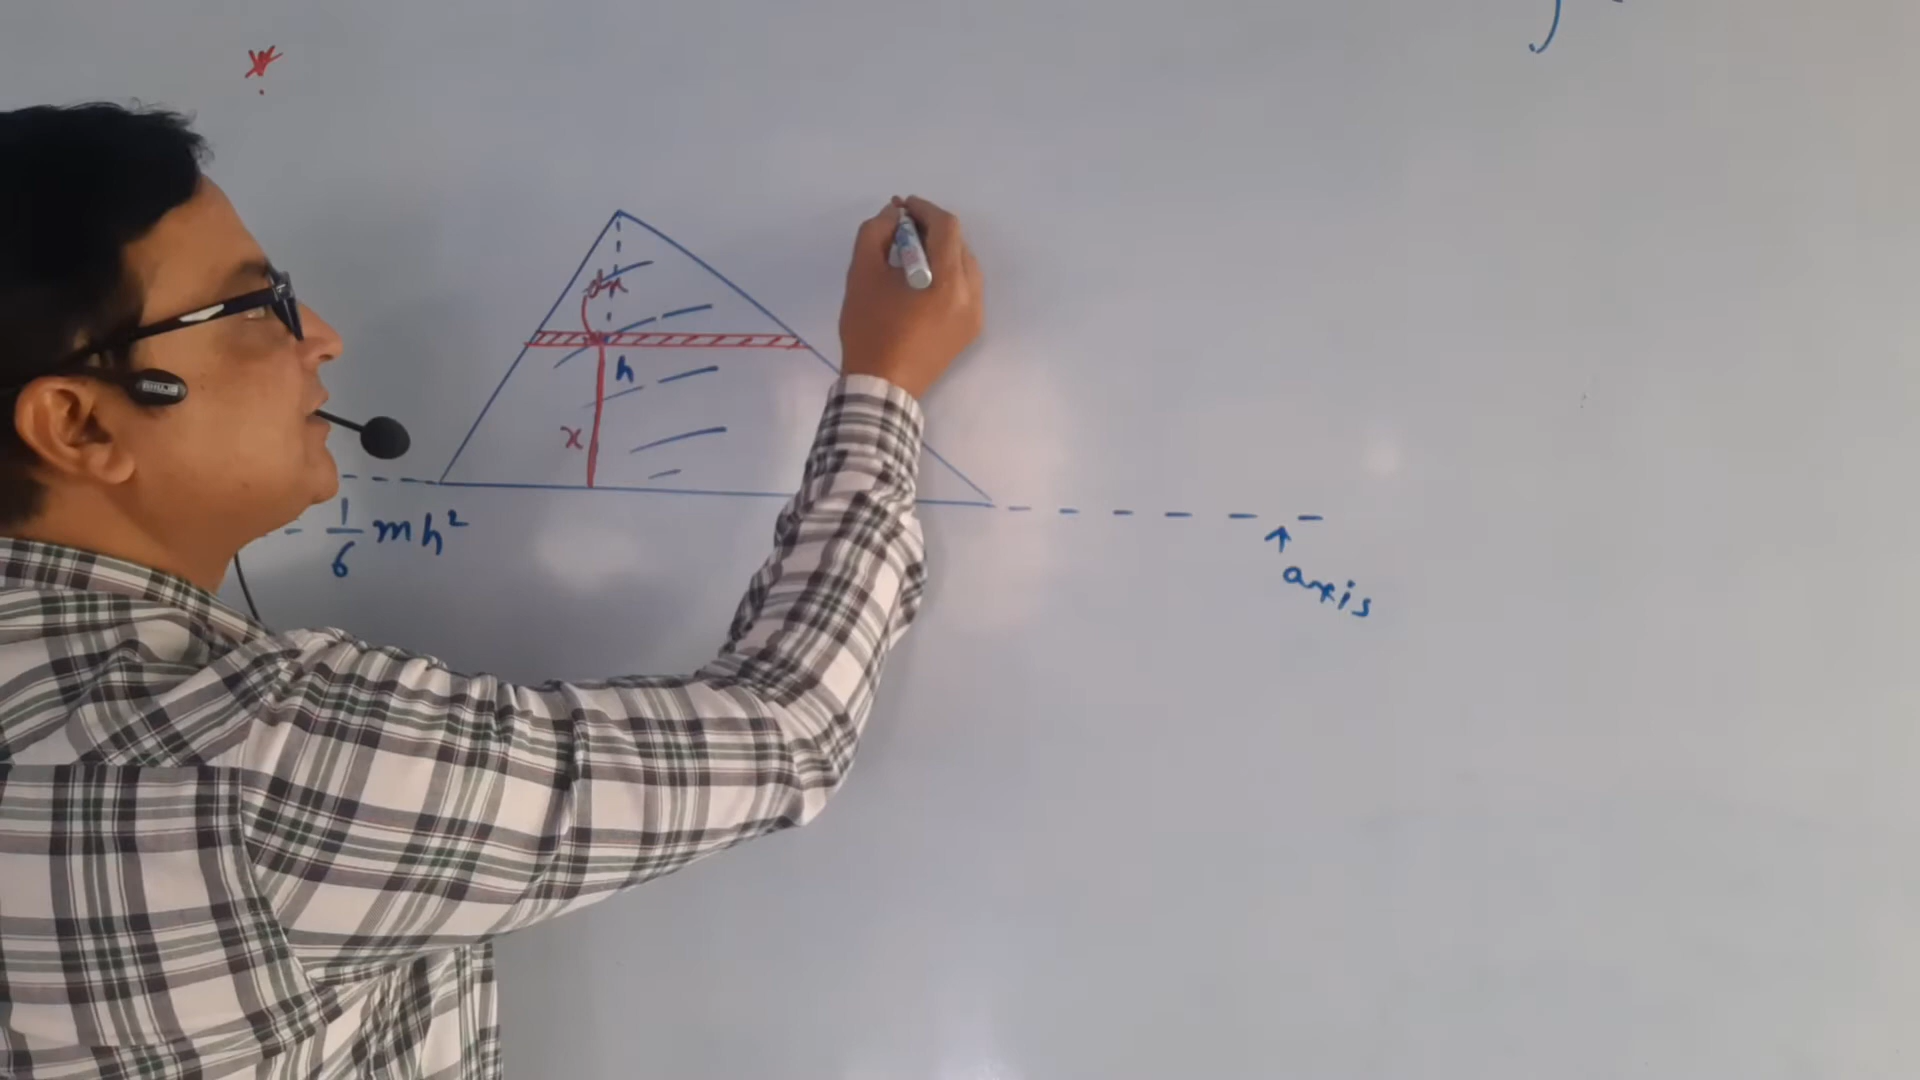 dx
h
x
= 1/6 mh²
axis